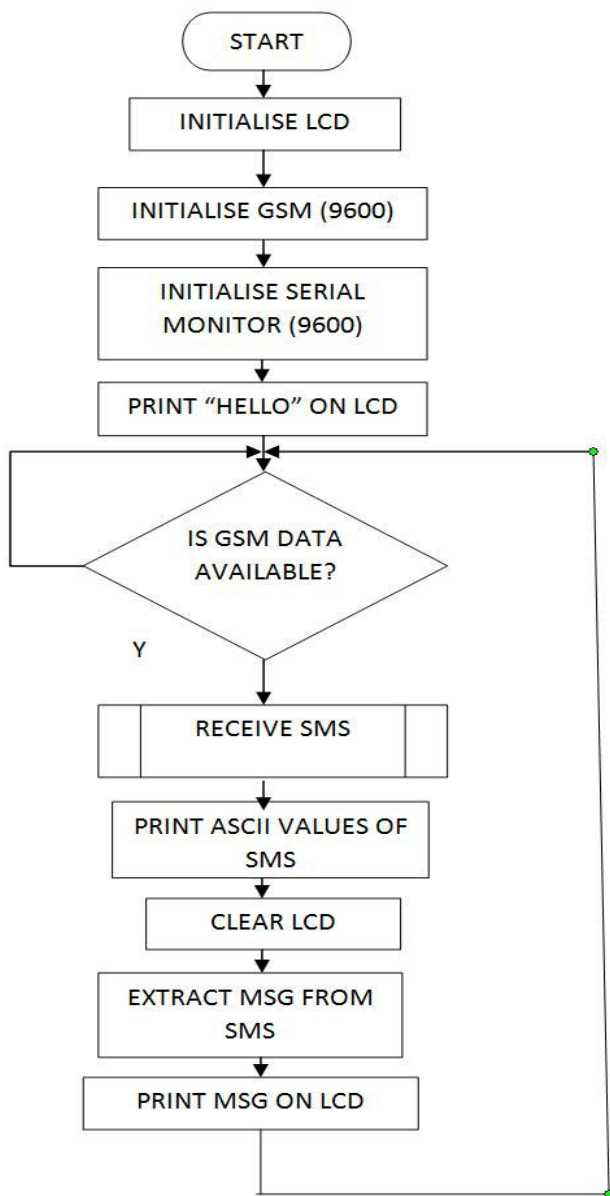 START
INITIALISE LCD
INITIALISE GSM (9600)
INITIALISE SERIAL
MONITOR (9600)
PRINT “HELLO” ON LCD
IS GSM DATA
AVAILABLE?
Y
RECEIVE SMS
PRINT ASCII VALUES OF
SMS
CLEAR LCD
EXTRACT MSG FROM
SMS
PRINT MSG ON LCD